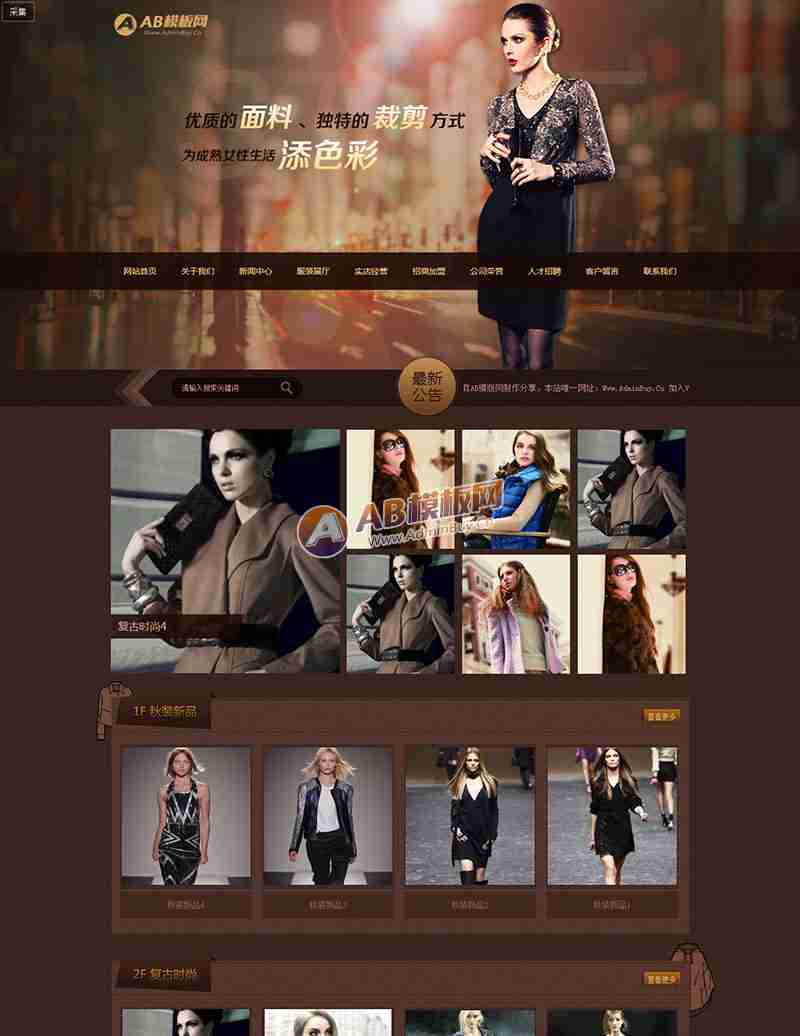 采集
AB模板网
Www.AdminBuy.Cn
优质的面料、独特的裁剪方式
为成熟女性生活添色彩
网站首页 关于我们 新闻中心 服装展厅 实店经营 招商加盟 公司荣誉 人才招聘 客户留言 联系我们
请输入搜索关键词
最新
公告
AB模版网制作分享，本站唯一网址：Www.AdminBuy.Cn 加入V
AB模板网
Www.AdminBuy.Cn
复古时尚4
1F 秋装新品
查看更多
秋装新品4 秋装新品3 秋装新品2 秋装新品1
2F 复古时尚
查看更多